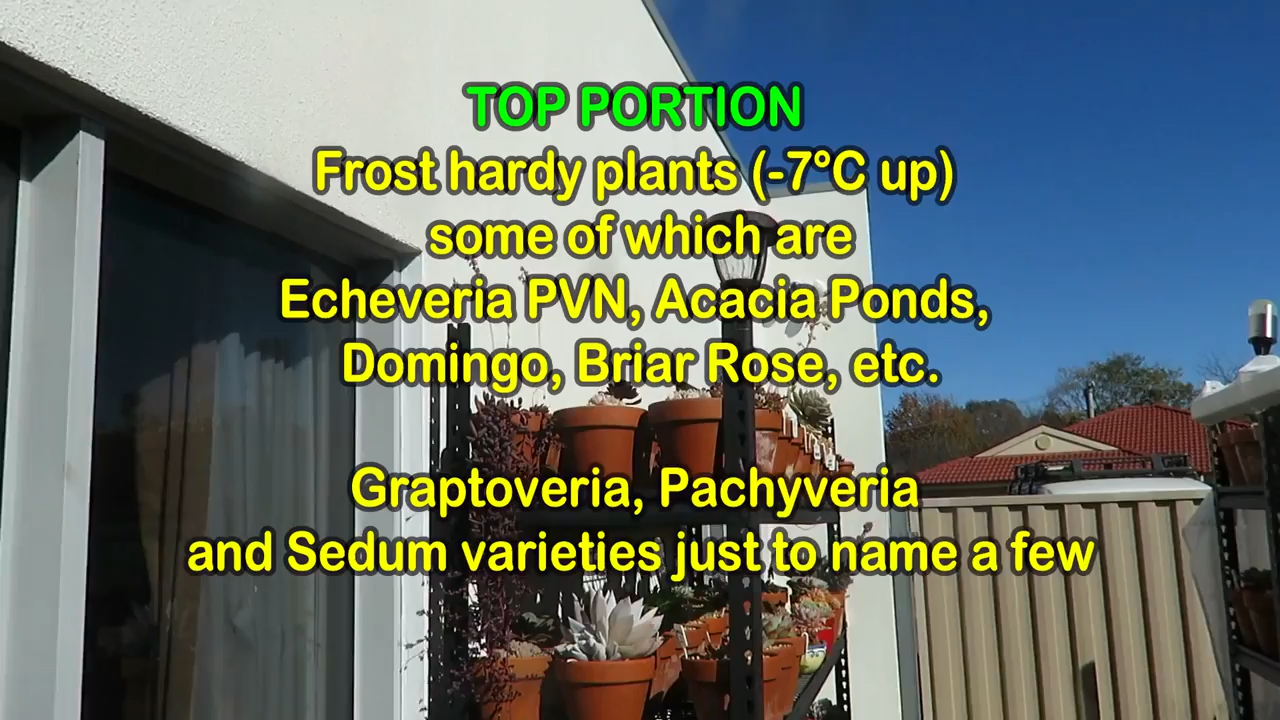 TOP PORTION
Frost hardy plants (-7°C up)
some of which are
Echeveria PVN, Acacia Ponds,
Domingo, Briar Rose, etc.
Graptoveria, Pachyveria
and Sedum varieties just to name a few